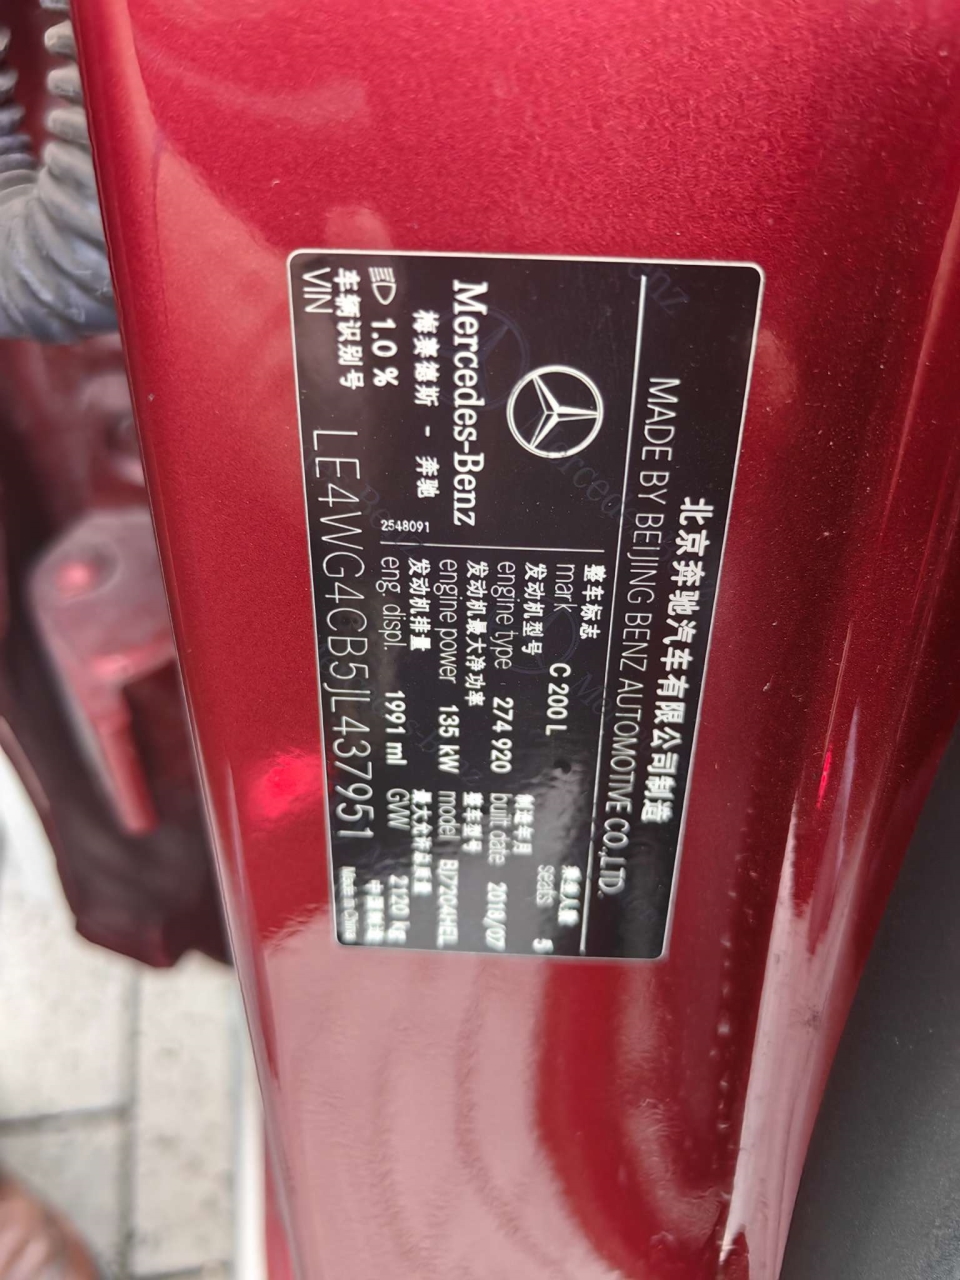 北京奔驰汽车有限公司制造
MADE BY BEIJING BENZ AUTOMOTIVE CO.,LTD.
Mercedes-Benz
梅赛德斯 - 奔驰
1.0 %
2548091
整车标志
mark C 200 L
乘坐人数
seats 5
发动机型号
engine type 274 920
制造年月
built date 2018/07
发动机最大净功率
engine power 135 kW
整车型号
model BJ7204HEL
发动机排量
eng. displ. 1991 ml
最大允许总质量
GVW 2120 kg
车辆识别号
VIN LE4WG4CB5JL437951
中国制造
Made in China